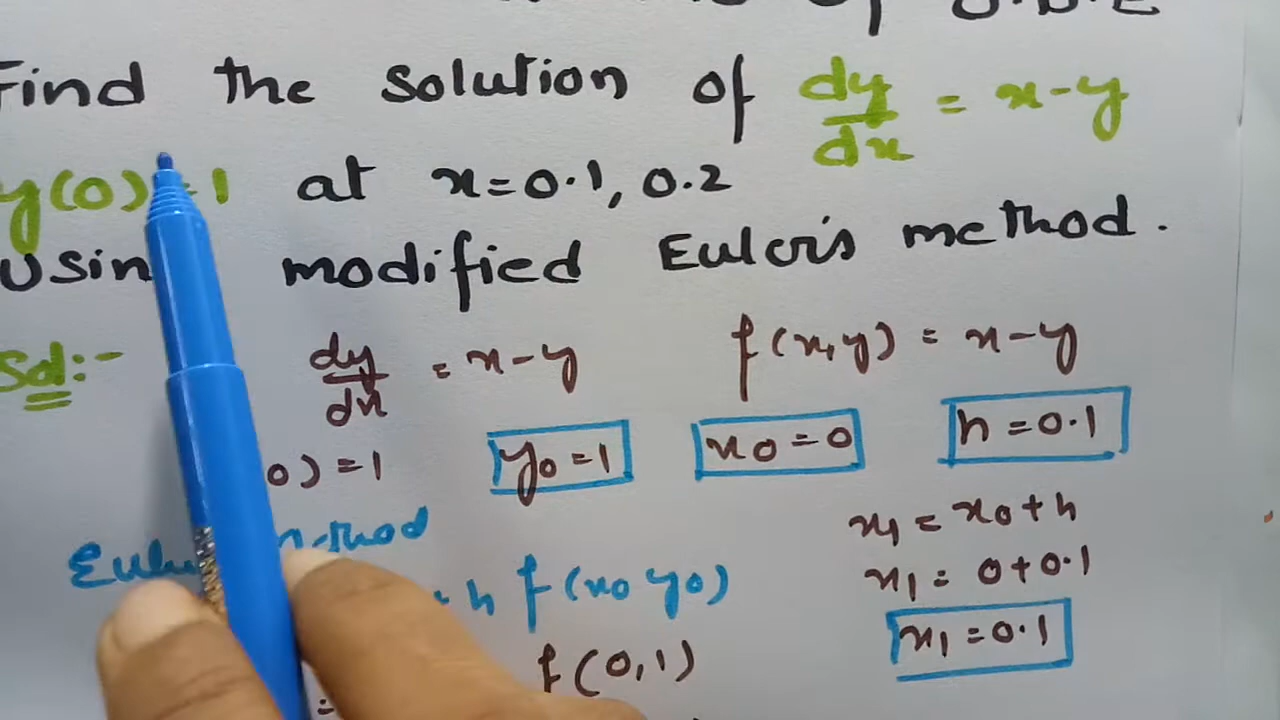 Find the solution of dy/dx = x-y
y(0)=1 at x=0.1, 0.2
Using modified Euler's method.
Sol:- dy/dx = x-y f(x,y) = x-y
0)=1 y0=1 x0=0 h=0.1
method x1 = x0+h
h f(x0 y0) x1 = 0+0.1
f(0,1) x1=0.1
=